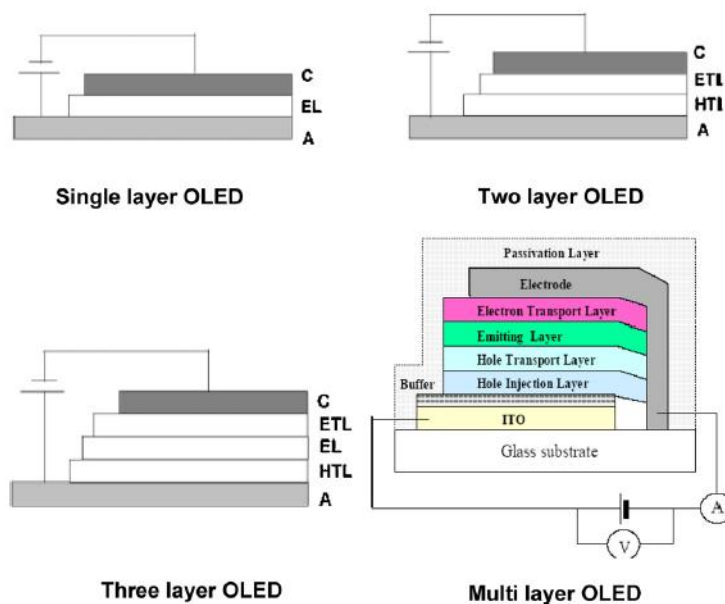 C
EL
A
Single layer OLED
C
ETL
HTL
A
Two layer OLED
C
ETL
EL
HTL
A
Three layer OLED
Passivation Layer
Electrode
Electron Transport Layer
Emitting Layer
Hole Transport Layer
Buffer
Hole Injection Layer
ITO
Glass substrate
A
V
Multi layer OLED